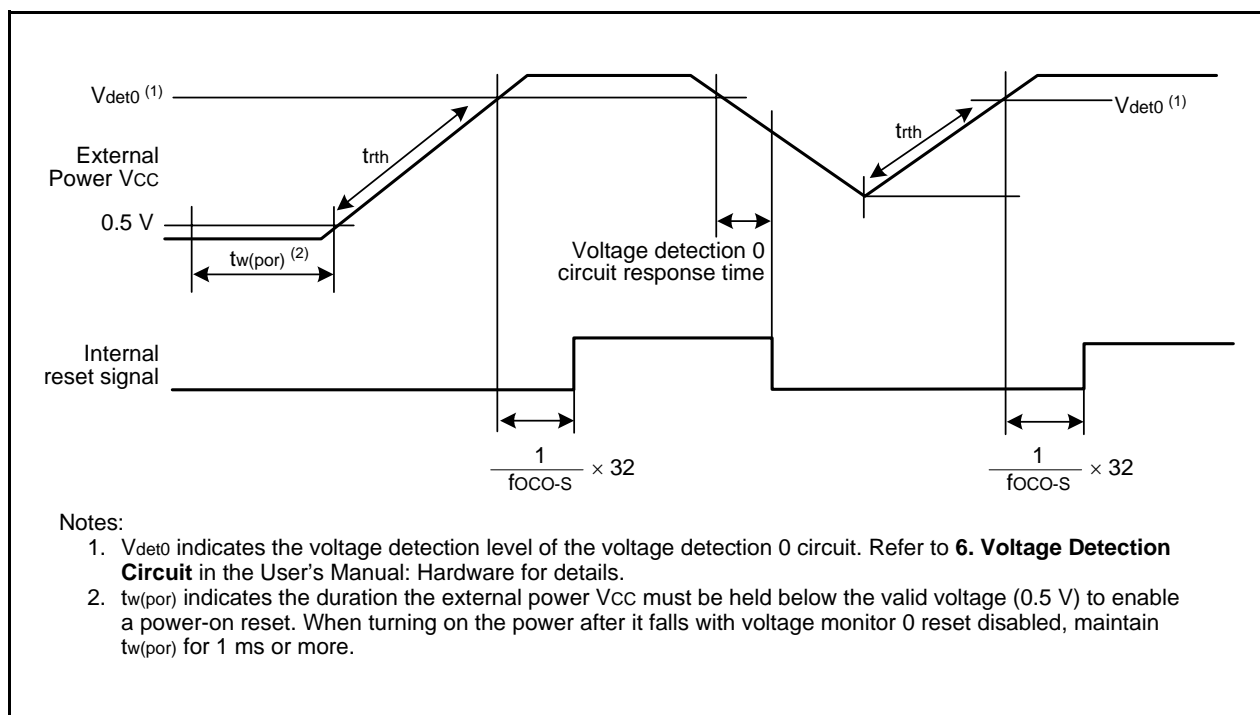 Vdet0 (1)
External
Power VCC
0.5 V
trth
tw(por) (2)
Voltage detection 0
circuit response time
trth
Vdet0 (1)
Internal
reset signal
1
fOCO-S
× 32
1
fOCO-S
× 32
Notes:
1. Vdet0 indicates the voltage detection level of the voltage detection 0 circuit. Refer to 6. Voltage Detection
Circuit in the User's Manual: Hardware for details.
2. tw(por) indicates the duration the external power VCC must be held below the valid voltage (0.5 V) to enable
a power-on reset. When turning on the power after it falls with voltage monitor 0 reset disabled, maintain
tw(por) for 1 ms or more.